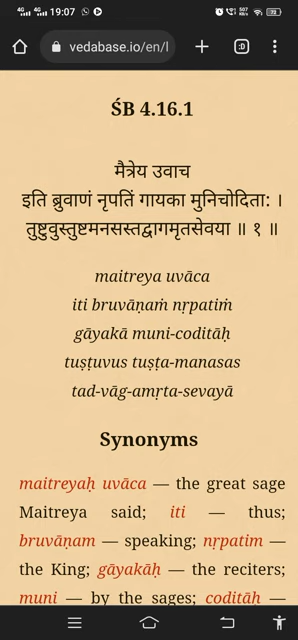 19:07
vedabase.io/en/l
ŚB 4.16.1
मैत्रेय उवाच
इति ब्रुवाणं नृपतिं गायका मुनिचोदिता: ।
तुष्टुवुस्तुष्टमनसस्तद्वागमृतसेवया ॥ १ ॥
maitreya uvāca
iti bruvāṇaṁ nṛpatiṁ
gāyakā muni-coditāḥ
tuṣṭuvus tuṣṭa-manasas
tad-vāg-amṛta-sevayā
Synonyms
maitreyaḥ uvāca — the great sage
Maitreya said; iti — thus;
bruvāṇam — speaking; nṛpatim —
the King; gāyakāḥ — the reciters;
muni — by the sages; coditāḥ —